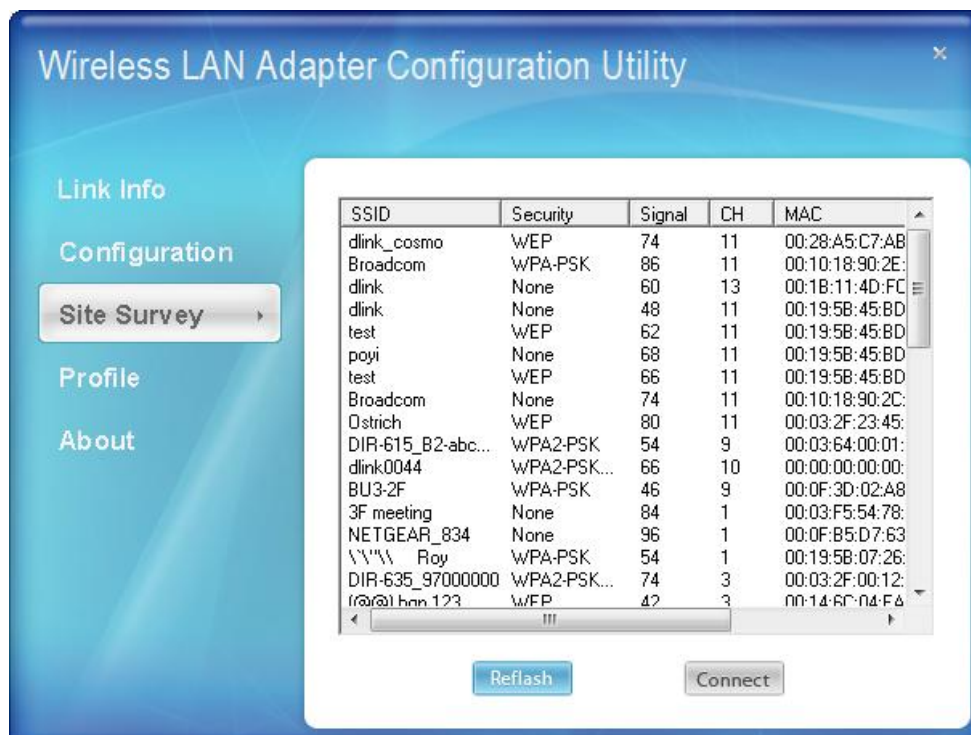 Wireless LAN Adapter Configuration Utility
Link Info
Configuration
Site Survey
Profile
About
SSID Security Signal CH MAC
dlink_cosmo WEP 74 11 00:28:A5:C7:AB
Broadcom WPA-PSK 86 11 00:10:18:90:2E:
dlink None 60 13 00:1B:11:4D:FC
dlink None 48 11 00:19:5B:45:BD
test WEP 62 11 00:19:5B:45:BD
poyi None 68 11 00:19:5B:45:BD
test WEP 66 11 00:19:5B:45:BD
Broadcom None 74 11 00:10:18:90:2C:
Ostrich WEP 80 11 00:03:2F:23:45:
DIR-615_B2-abc... WPA2-PSK 54 9 00:03:64:00:01:
dlink0044 WPA2-PSK... 66 10 00:00:00:00:00:
BU3-2F WPA-PSK 46 9 00:0F:3D:02:A8
3F meeting None 84 1 00:03:F5:54:78:
NETGEAR_834 None 96 1 00:0F:B5:D7:63
\`\"\\ Roy WPA-PSK 54 1 00:19:5B:07:26:
DIR-635_97000000 WPA2-PSK... 74 3 00:03:2F:00:12:
WEP 42 3 00:14:6C:04:FA
Reflash
Connect